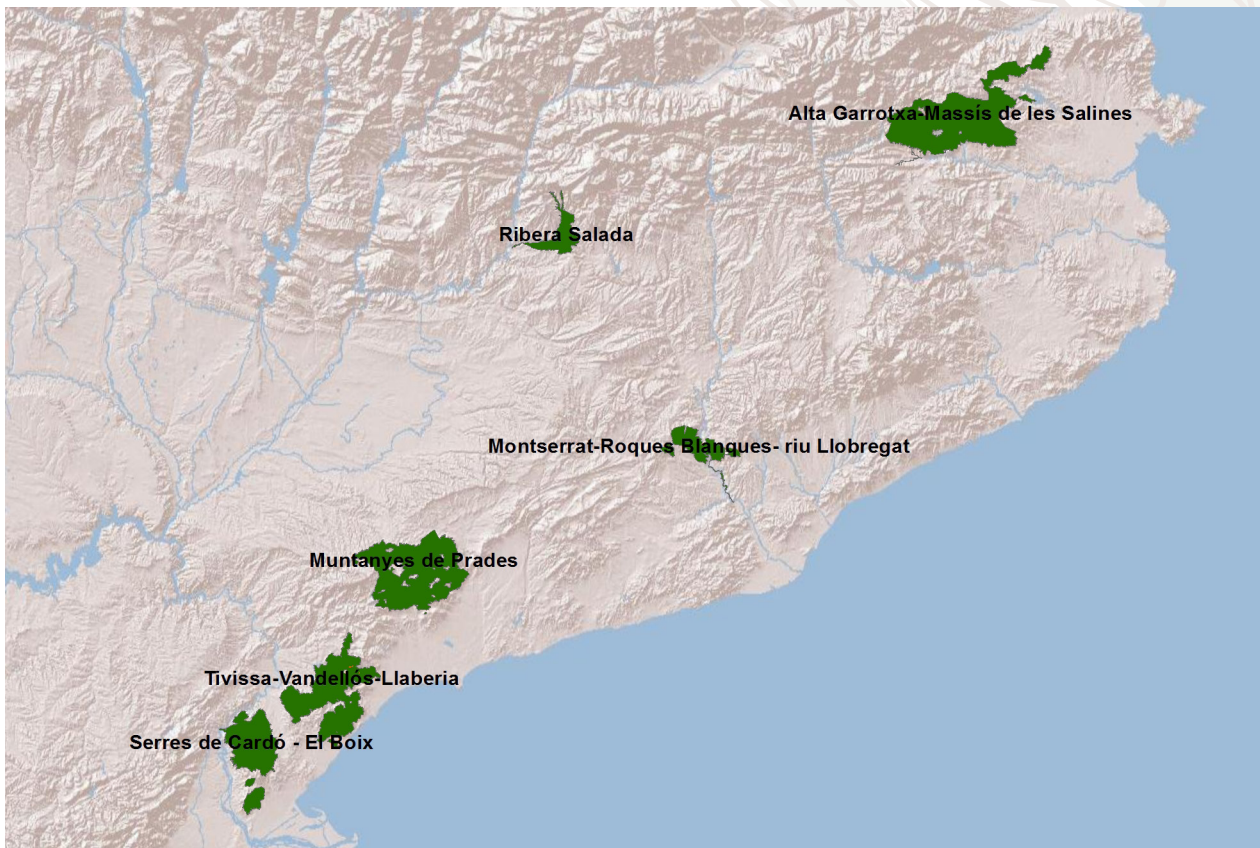 Alta Garrotxa-Massís de les Salines
Ribera Salada
Montserrat-Roques Blanques- riu Llobregat
Muntanyes de Prades
Tivissa-Vandellós-Llaberia
Serres de Cardó - El Boix